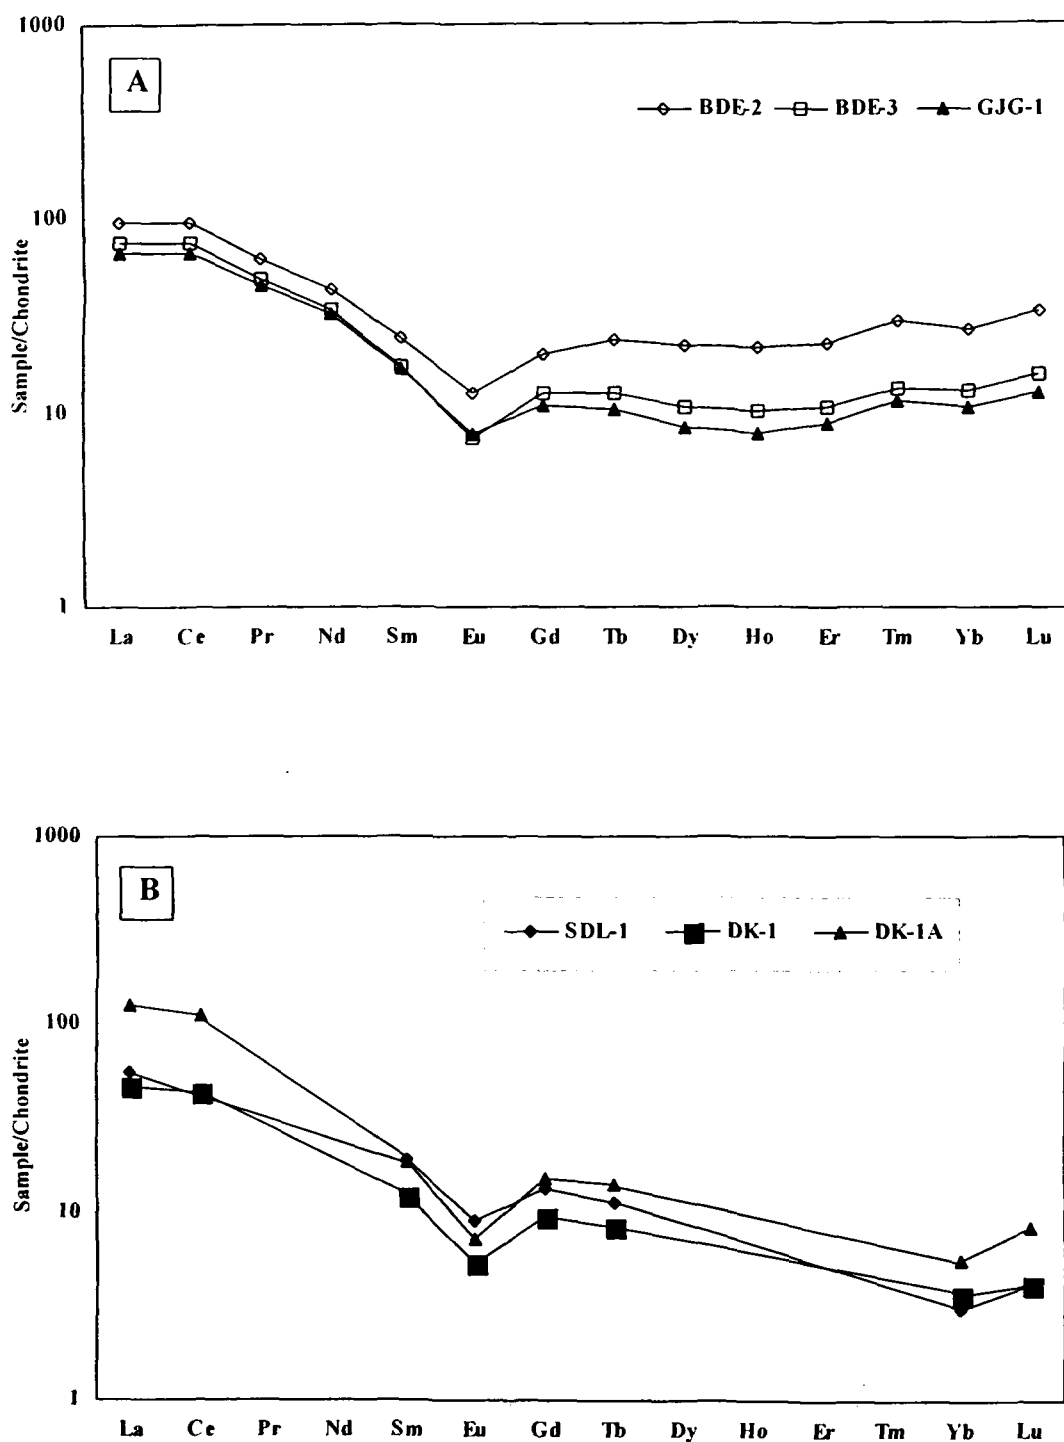 1000
A
BDE-2 BDE-3 GJG-1
100
Sample/Chondrite
10
1
La Ce Pr Nd Sm Eu Gd Tb Dy Ho Er Tm Yb Lu
1000
B
SDL-1 DK-1 DK-1A
100
Sample/Chondrite
10
1
La Ce Pr Nd Sm Eu Gd Tb Dy Ho Er Tm Yb Lu